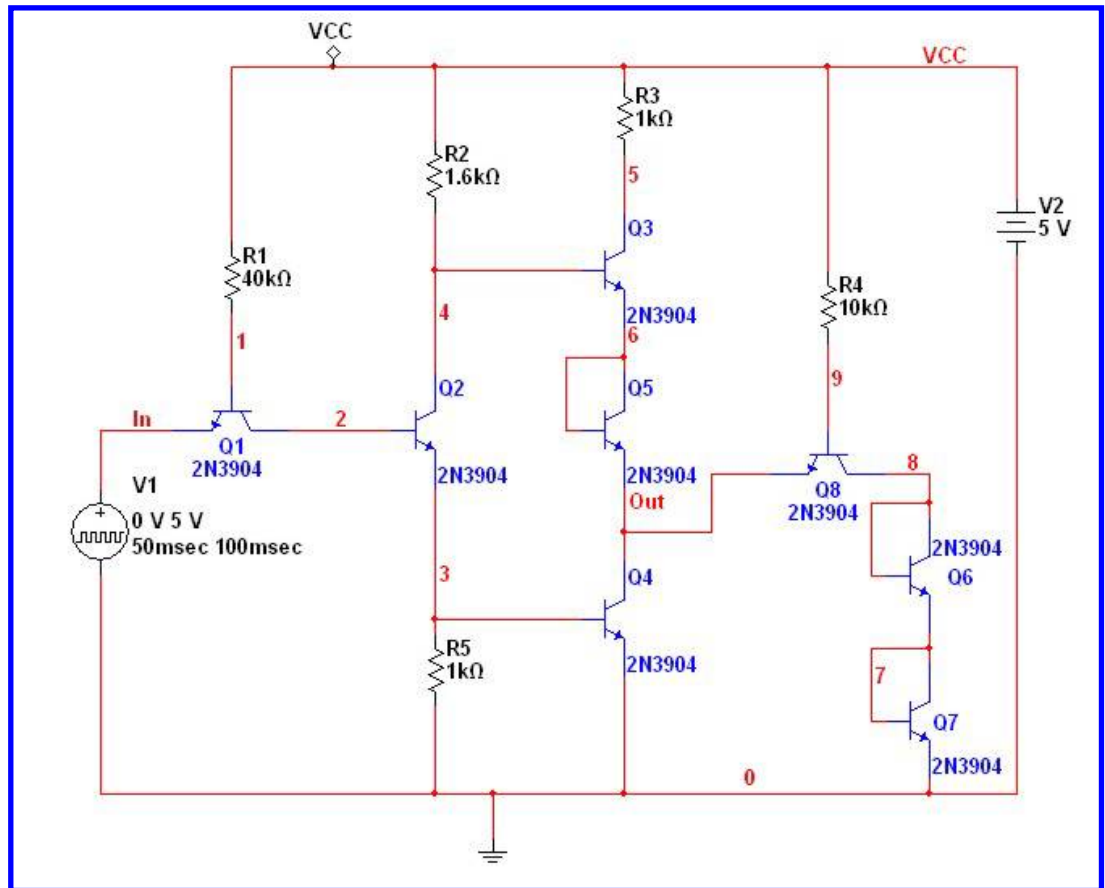 VCC
VCC
R3
1kΩ
R2
1.6kΩ
5
V2
5 V
Q3
R1
40kΩ
R4
10kΩ
2N3904
4
6
1
9
Q2
Q5
In
2
8
Q1
2N3904
2N3904
2N3904
Q8
2N3904
V1
Out
0 V 5 V
50msec 100msec
2N3904
3
Q4
Q6
R5
1kΩ
2N3904
7
Q7
2N3904
0